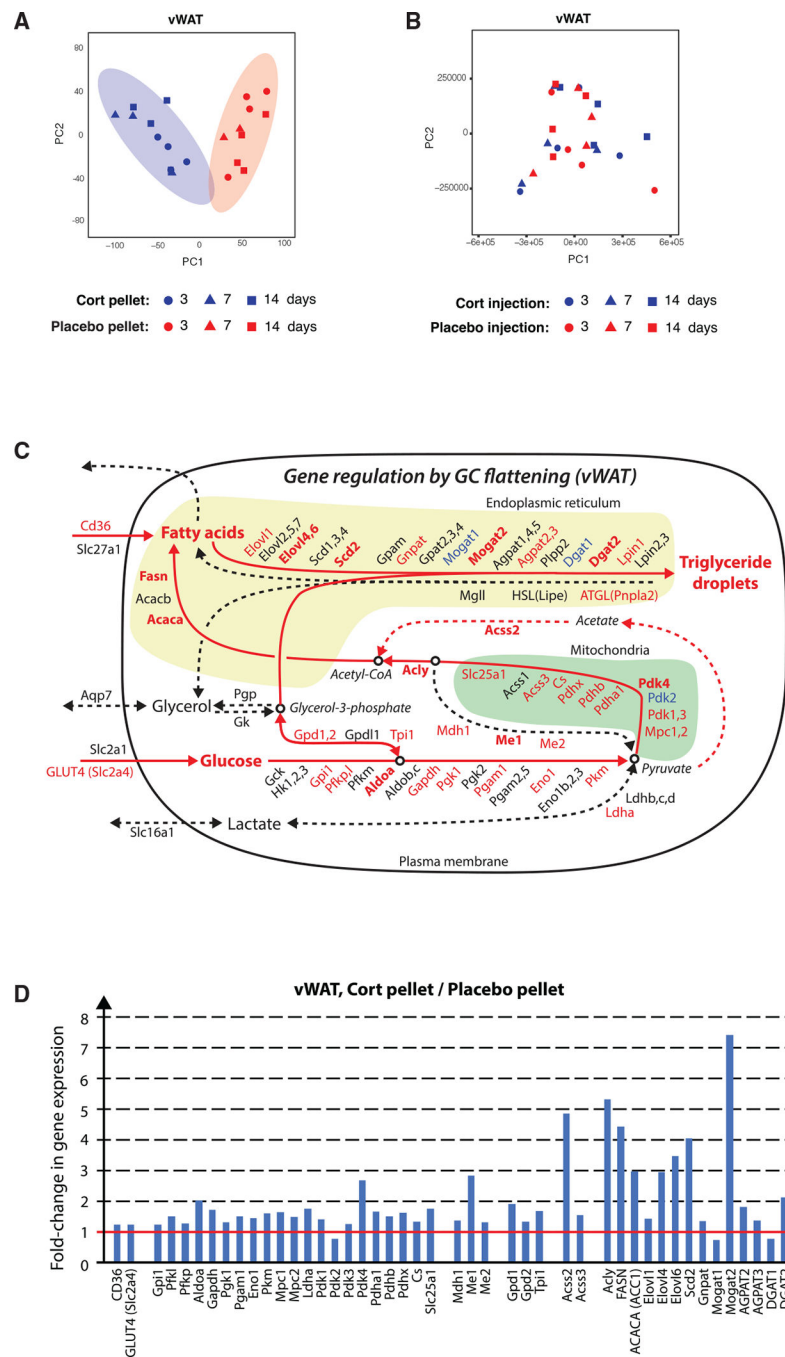 A
vWAT
80
40
0
-40
-80
PC2
-100
-50
0
50
100
PC1
Cort pellet: 3 7 14 days
Placebo pellet: 3 7 14 days
B
vWAT
250000
0
-250000
PC2
-6e+05
-3e+05
0e+00
3e+05
6e+05
PC1
Cort injection: 3 7 14 days
Placebo injection: 3 7 14 days
C
Gene regulation by GC flattening (vWAT)
Endoplasmic reticulum
Cd36
Slc27a1
Fatty acids
Elovl1
Elovl2,5,7
Elovl4,6
Scd1,3,4
Scd2
Gpam
Gnpat
Gpat2,3,4
Mogat1
Mogat2
Agpat1,4,5
Agpat2,3
Plpp2
Dgat1
Dgat2
Lpin1
Lpin2,3
Triglyceride
droplets
Fasn
Acacb
Acaca
Mgll
HSL(Lipe)
ATGL(Pnpla2)
Acss2
Acetate
Mitochondria
Acetyl-CoA
Acly
Slc25a1
Acss1
Acss3
Cs
Pdhx
Pdhb
Pdha1
Pdk4
Pdk2
Pdk1,3
Mpc1,2
Aqp7
Glycerol
Pgp
Gk
Glycerol-3-phosphate
Gpd1,2
Gpdl1
Tpi1
Mdh1
Me1
Me2
Pyruvate
Slc2a1
GLUT4 (Slc2a4)
Glucose
Gck
Hk1,2,3
Gpi1
Pfkp,l
Pfkm
Aldoa
Aldob,c
Gapdh
Pgk1
Pgk2
Pgam1
Pgam2,5
Eno1
Eno1b,2,3
Pkm
Ldhb,c,d
Ldha
Slc16a1
Lactate
Plasma membrane
D
vWAT, Cort pellet / Placebo pellet
Fold-change in gene expression
8
7
6
5
4
3
2
1
0
CD36
GLUT4 (Slc2a4)
Gpi1
Pfkl
Pfkp
Aldoa
Gapdh
Pgk1
Pgam1
Eno1
Pkm
Mpc1
Mpc2
Ldha
Pdk1
Pdk2
Pdk3
Pdk4
Pdha1
Pdhb
Pdhx
Cs
Slc25a1
Mdh1
Me1
Me2
Gpd1
Gpd2
Tpi1
Acss2
Acss3
Acly
FASN
ACACA (ACC1)
Elovl1
Elovl4
Elovl6
Scd2
Gnpat
Mogat1
Mogat2
AGPAT2
AGPAT3
DGAT1